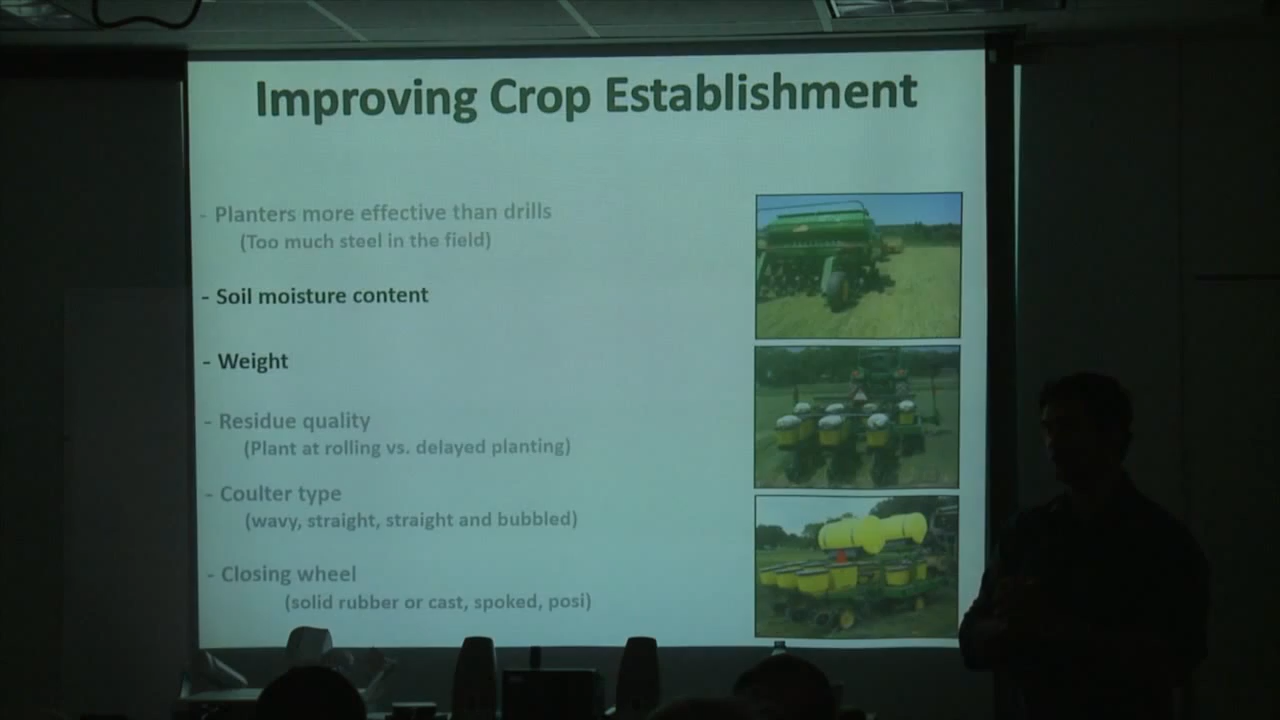 Improving Crop Establishment
- Planters more effective than drills
(Too much steel in the field)
- Soil moisture content
- Weight
- Residue quality
(Plant at rolling vs. delayed planting)
- Coulter type
(wavy, straight, straight and bubbled)
- Closing wheel
(solid rubber or cast, spoked, posi)